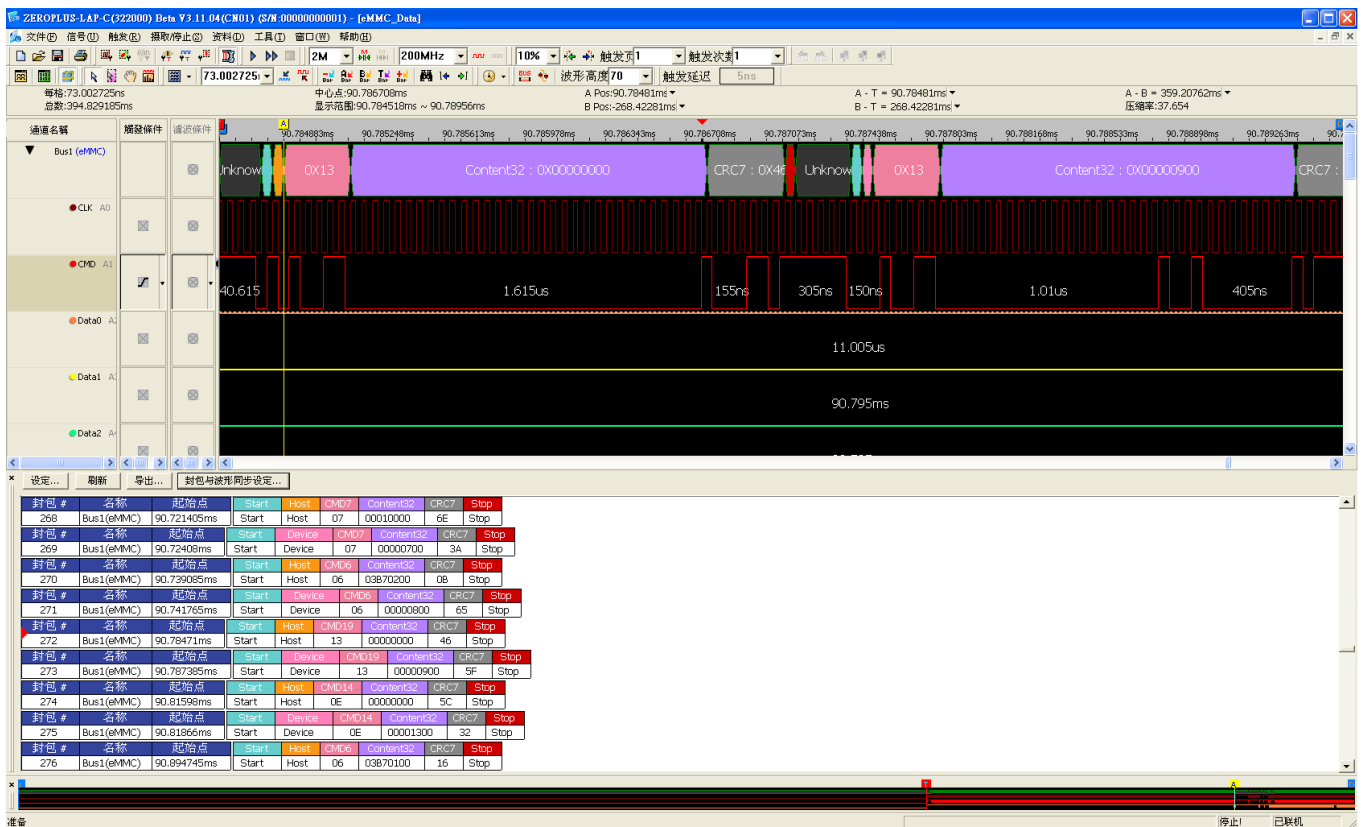 ZEROPLUS-LAP-C(322000) Beta V3.11.04(CN01) (S/N:00000000001) - [eMMC_Data]
文件(F) 信号(U) 触发(R) 摄取/停止(S) 资料(D) 工具(T) 窗口(W) 帮助(H)
2M 200MHz 10% 触发页1 触发次数1
73.002725 波形高度70 触发延迟 5ns
每格:73.002725ns 中心点:90.786708ms A Pos:90.78481ms A - T = 90.78481ms A - B = 359.20762ms
总数:394.829185ms 显示范围:90.784518ms ~ 90.78956ms B Pos:-268.42281ms B - T = 268.42281ms 压缩率:37.654
通道名稱 觸發條件 濾波條件 A 90.784883ms 90.785248ms 90.785613ms 90.785978ms 90.786343ms 90.786708ms 90.787073ms 90.787438ms 90.787803ms 90.788168ms 90.788533ms 90.788898ms 90.789263ms
Bus1 (eMMC) Unknow 0X13 Content32 : 0X00000000 CRC7 : 0X46 Unknow 0X13 Content32 : 0X00000900 CRC7 :
CLK A0
CMD A1 40.615 1.615us 155ns 305ns 150ns 1.01us 405ns
Data0 11.005us
Data1 90.795ms
Data2
设定... 刷新 导出... 封包与波形同步设定...
封包 # 名称 起始点 Start Host CMD7 Content32 CRC7 Stop
268 Bus1(eMMC) 90.721405ms Start Host 07 00010000 6E Stop
封包 # 名称 起始点 Start Device CMD7 Content32 CRC7 Stop
269 Bus1(eMMC) 90.72408ms Start Device 07 00000700 3A Stop
封包 # 名称 起始点 Start Host CMD6 Content32 CRC7 Stop
270 Bus1(eMMC) 90.739085ms Start Host 06 03B70200 0B Stop
封包 # 名称 起始点 Start Device CMD6 Content32 CRC7 Stop
271 Bus1(eMMC) 90.741765ms Start Device 06 00000800 65 Stop
封包 # 名称 起始点 Start Host CMD19 Content32 CRC7 Stop
272 Bus1(eMMC) 90.78471ms Start Host 13 00000000 46 Stop
封包 # 名称 起始点 Start Device CMD19 Content32 CRC7 Stop
273 Bus1(eMMC) 90.787385ms Start Device 13 00000900 5F Stop
封包 # 名称 起始点 Start Host CMD14 Content32 CRC7 Stop
274 Bus1(eMMC) 90.81598ms Start Host 0E 00000000 5C Stop
封包 # 名称 起始点 Start Device CMD14 Content32 CRC7 Stop
275 Bus1(eMMC) 90.81866ms Start Device 0E 00001300 32 Stop
封包 # 名称 起始点 Start Host CMD6 Content32 CRC7 Stop
276 Bus1(eMMC) 90.894745ms Start Host 06 03B70100 16 Stop
T A
准备 停止! 已联机